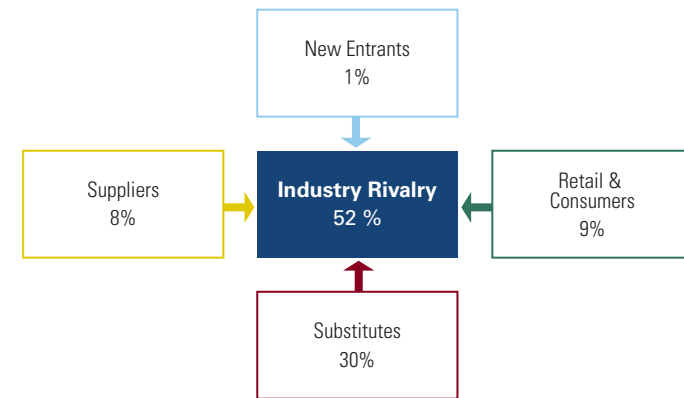 New Entrants
1%
Suppliers
8%
Industry Rivalry
52 %
Retail &
Consumers
9%
Substitutes
30%